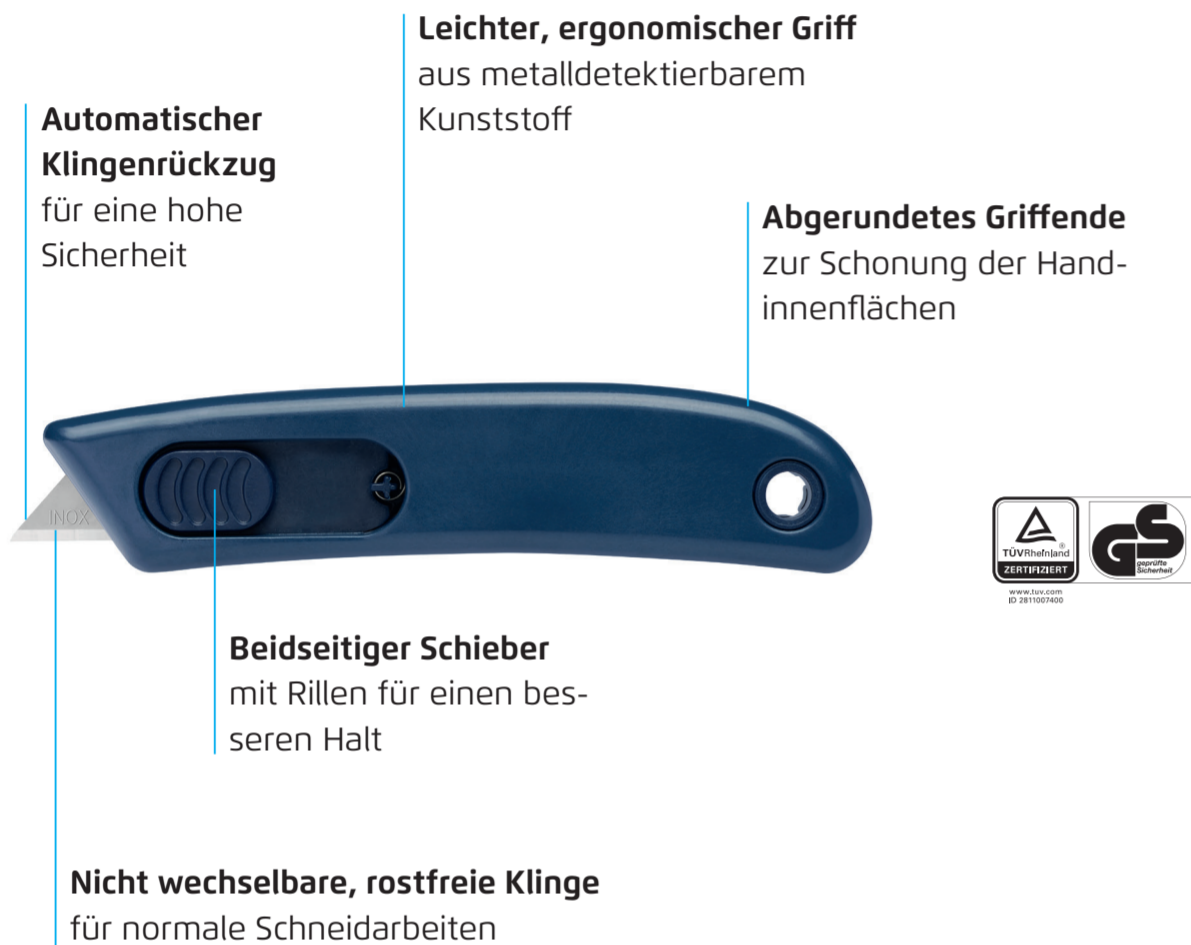 Leichter, ergonomischer Griff
aus metalldetektierbarem
Kunststoff
Automatischer
Klingenrückzug
für eine hohe
Sicherheit
Abgerundetes Griffende
zur Schonung der Hand-
innenflächen
INOX
TÜVRheinland®
ZERTIFIZIERT
www.tuv.com
ID 2811007400
GS
geprüfte
Sicherheit
Beidseitiger Schieber
mit Rillen für einen bes-
seren Halt
Nicht wechselbare, rostfreie Klinge
für normale Schneidarbeiten